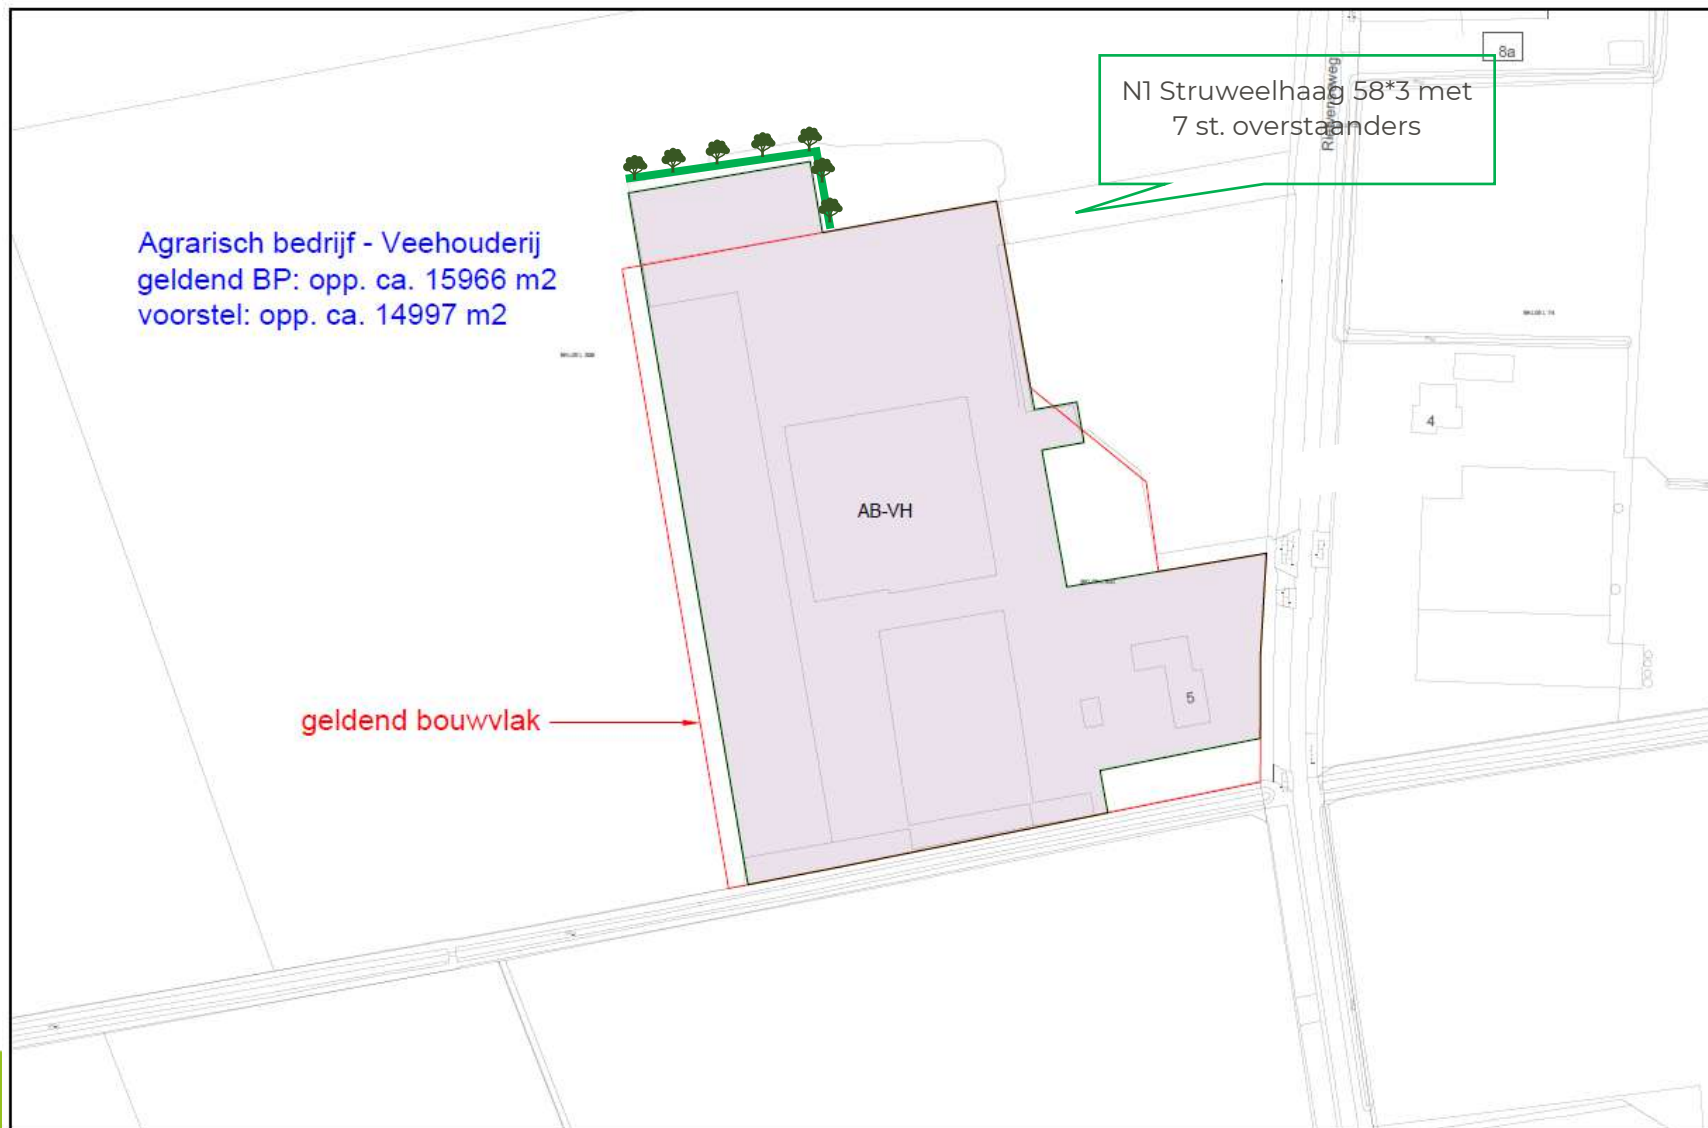 8a
N1 Struweelhaag 58*3 met
7 st. overstaanders
Agrarisch bedrijf - Veehouderij
geldend BP: opp. ca. 15966 m2
voorstel: opp. ca. 14997 m2
4
AB-VH
5
geldend bouwvlak